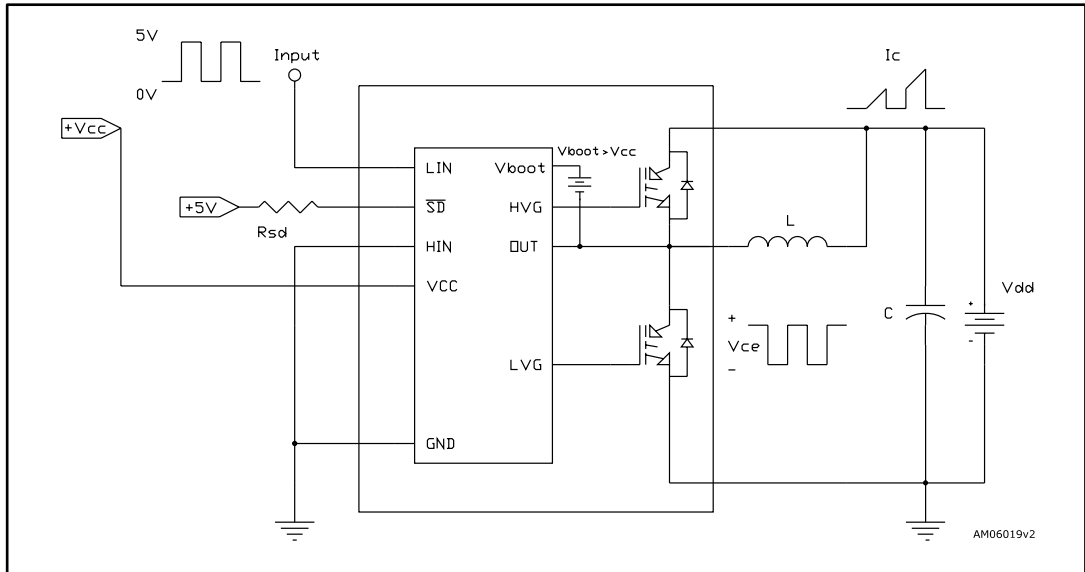 5V
Input
Ic
0V
+Vcc
Vboot>Vcc
LIN
Vboot
+5V
SD
HVG
Rsd
L
HIN
OUT
VCC
Vdd
+
+
C
Vce
-
LVG
-
GND
AM06019v2